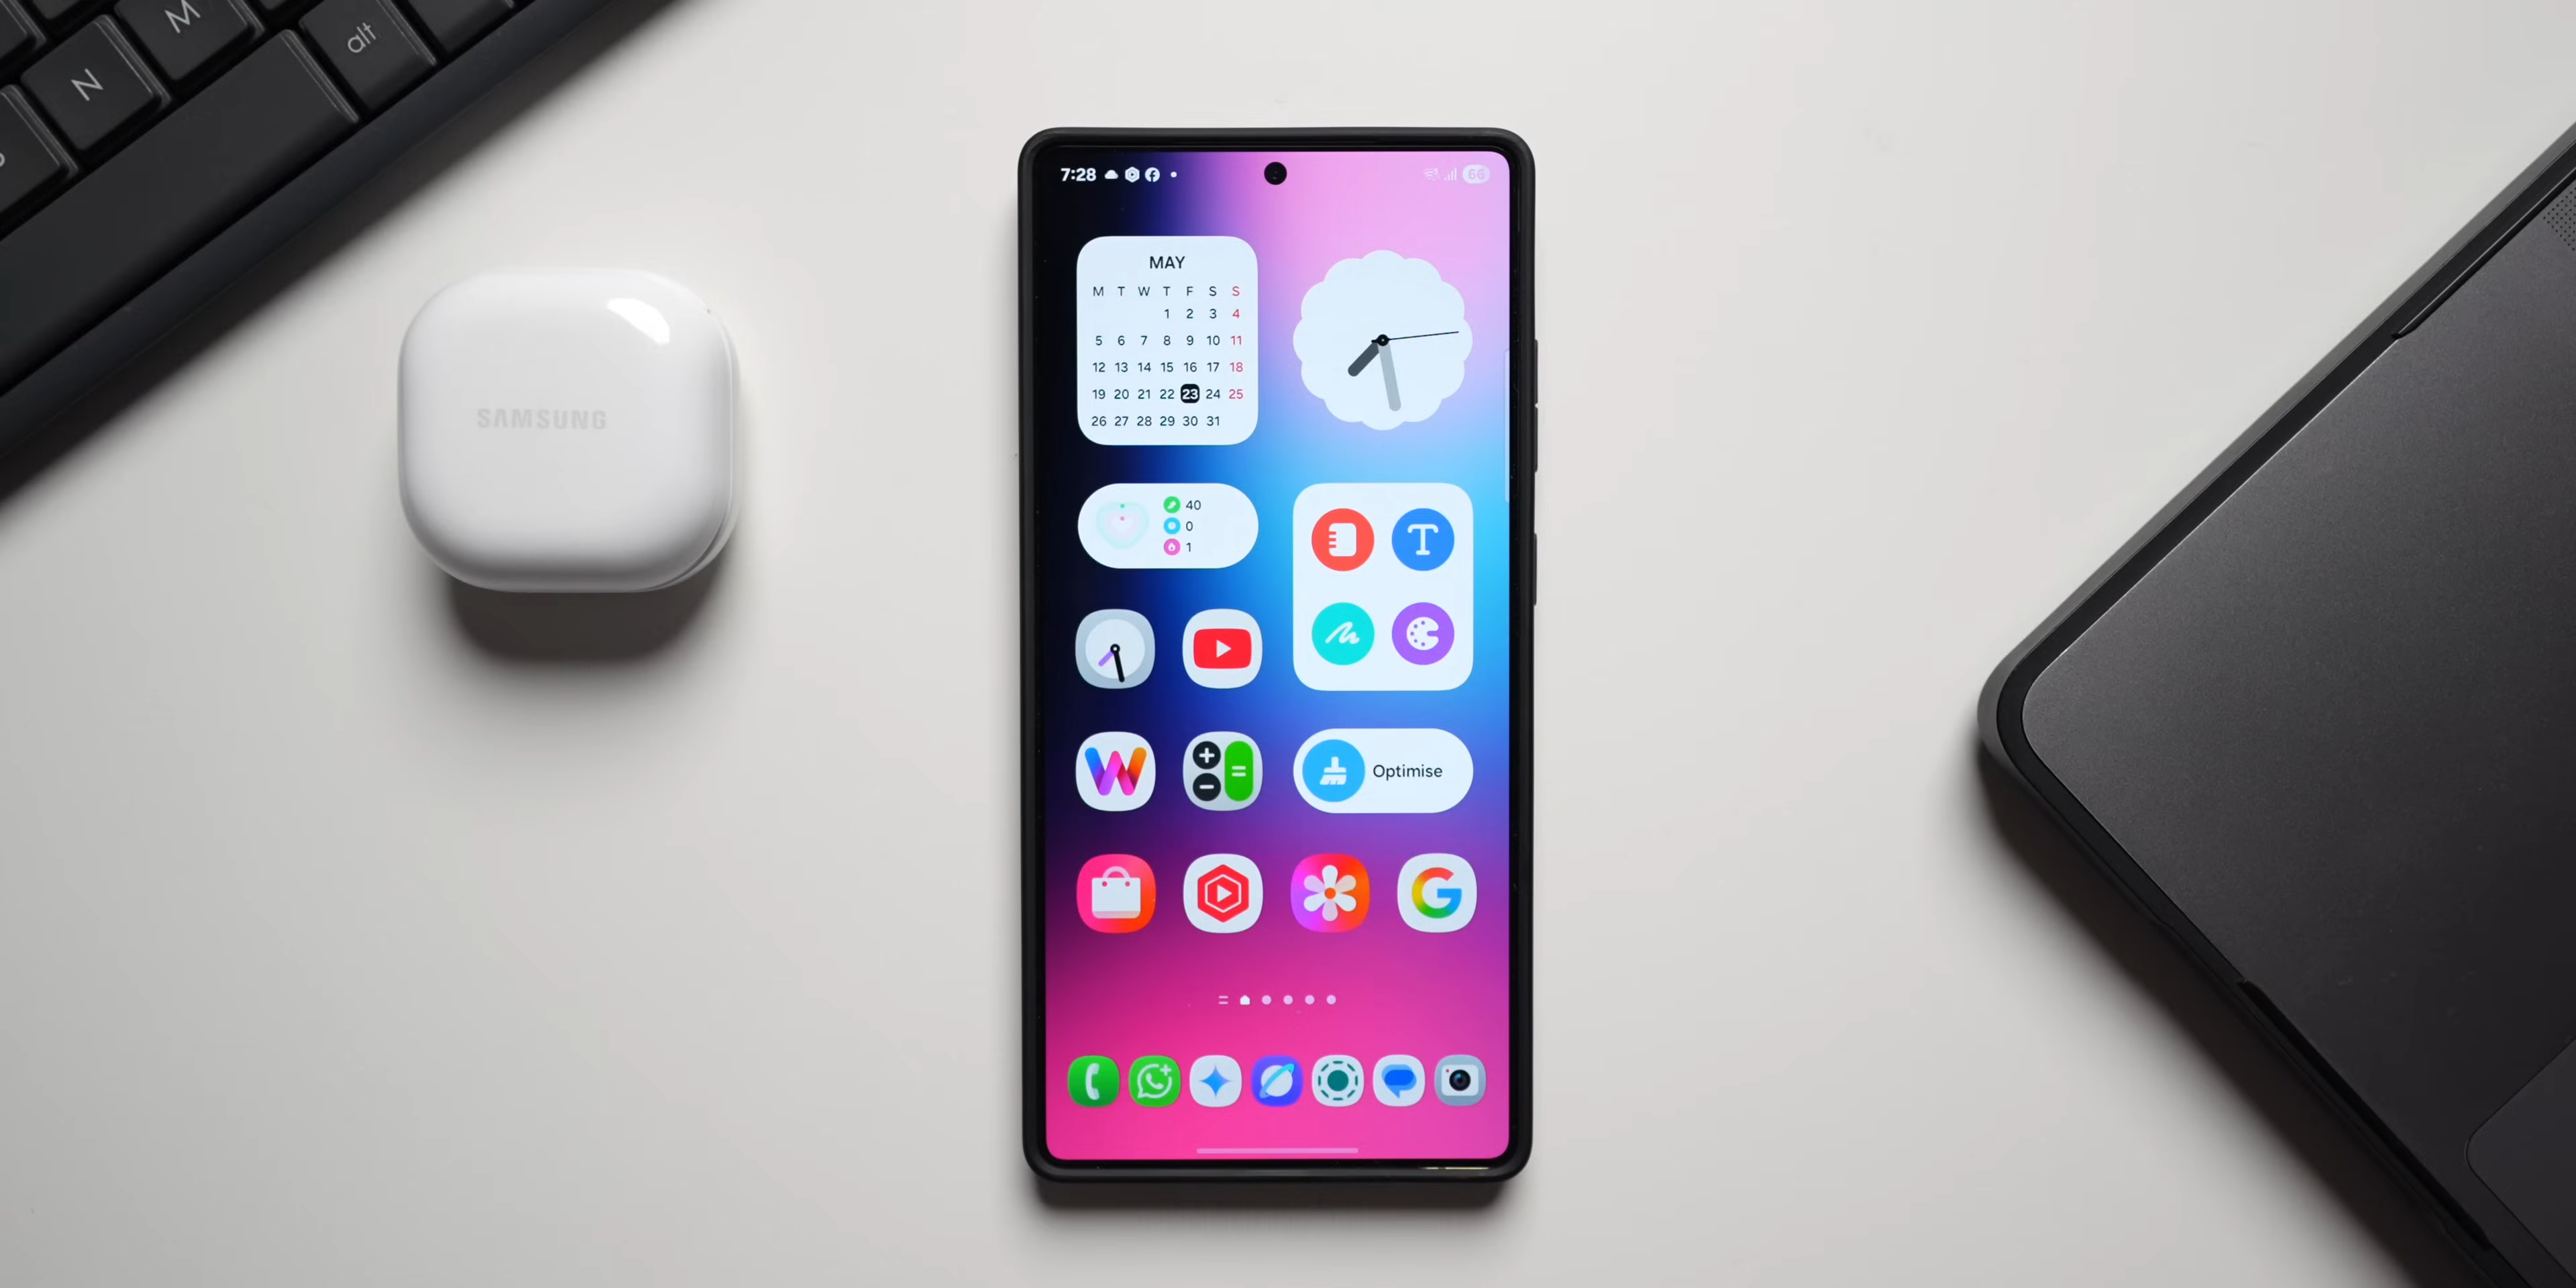 M
alt
N
SAMSUNG
7:28
66
MAY
M T W T F S S
1 2 3 4
5 6 7 8 9 10 11
12 13 14 15 16 17 18
19 20 21 22 23 24 25
26 27 28 29 30 31
40
0
1
T
W
Optimise
G